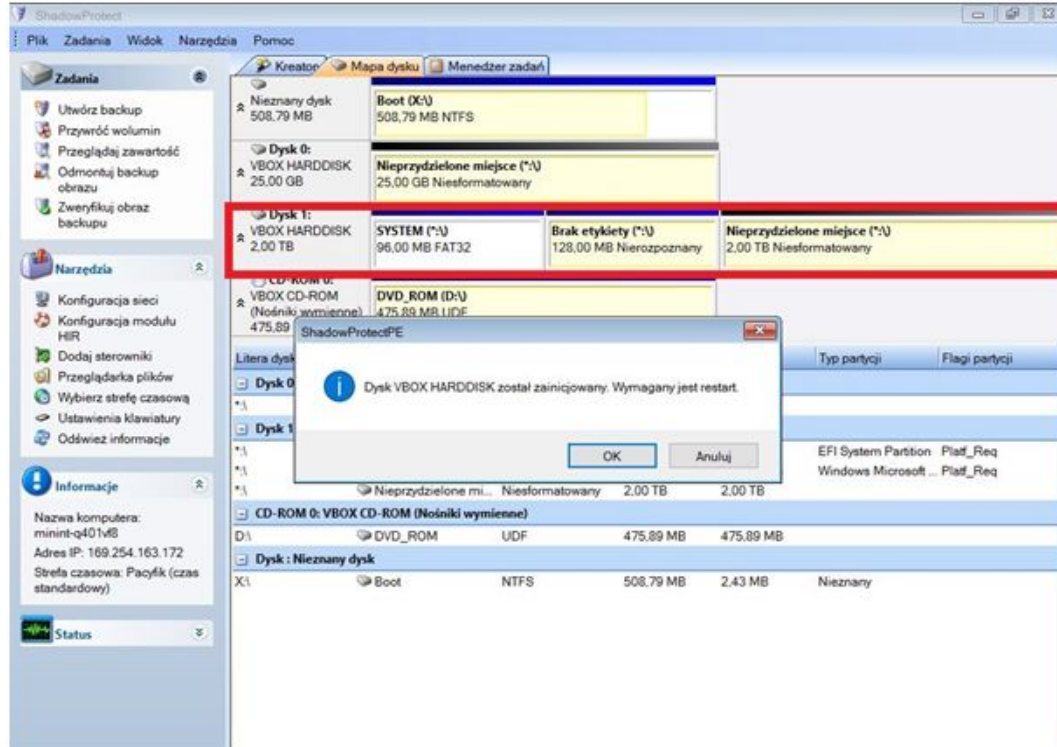 ShadowProtect
Plik Zadania Widok Narzędzia Pomoc
Zadania
Utwórz backup
Przywróć wolumin
Przeglądaj zawartość
Odmontuj backup
obrazu
Zweryfikuj obraz
backupu
Narzędzia
Konfiguracja sieci
Konfiguracja modułu
HIR
Dodaj sterowniki
Przeglądarka plików
Wybierz strefę czasową
Ustawienia klawiatury
Odśwież informacje
Informacje
Nazwa komputera:
minint-q401vf8
Adres IP: 169.254.163.172
Strefa czasowa: Pacyfik (czas
standardowy)
Status
Kreator Mapa dysku Menedżer zadań
Nieznany dysk
508,79 MB
Boot (X:\)
508,79 MB NTFS
Dysk 0:
VBOX HARDDISK
25,00 GB
Nieprzydzielone miejsce (*:\)
25,00 GB Niesformatowany
Dysk 1:
VBOX HARDDISK
2,00 TB
SYSTEM (*:\)
96,00 MB FAT32
Brak etykiety (*:\)
128,00 MB Nierozpoznany
Nieprzydzielone miejsce (*:\)
2,00 TB Niesformatowany
CD-ROM 0:
VBOX CD-ROM
(Nośniki wymienne)
475,89
DVD_ROM (D:\)
475,89 MB UDF
ShadowProtectPE
Dysk VBOX HARDDISK został zainicjowany. Wymagany jest restart.
OK Anuluj
Litera dysk Typ partycji Flagi partycji
Dysk 0
*:\
Dysk 1
*:\ EFI System Partition Platf_Req
*:\ Windows Microsoft ... Platf_Req
*:\ Nieprzydzielone mi... Niesformatowany 2,00 TB 2,00 TB
CD-ROM 0: VBOX CD-ROM (Nośniki wymienne)
D:\ DVD_ROM UDF 475,89 MB 475,89 MB
Dysk : Nieznany dysk
X:\ Boot NTFS 508,79 MB 2,43 MB Nieznany